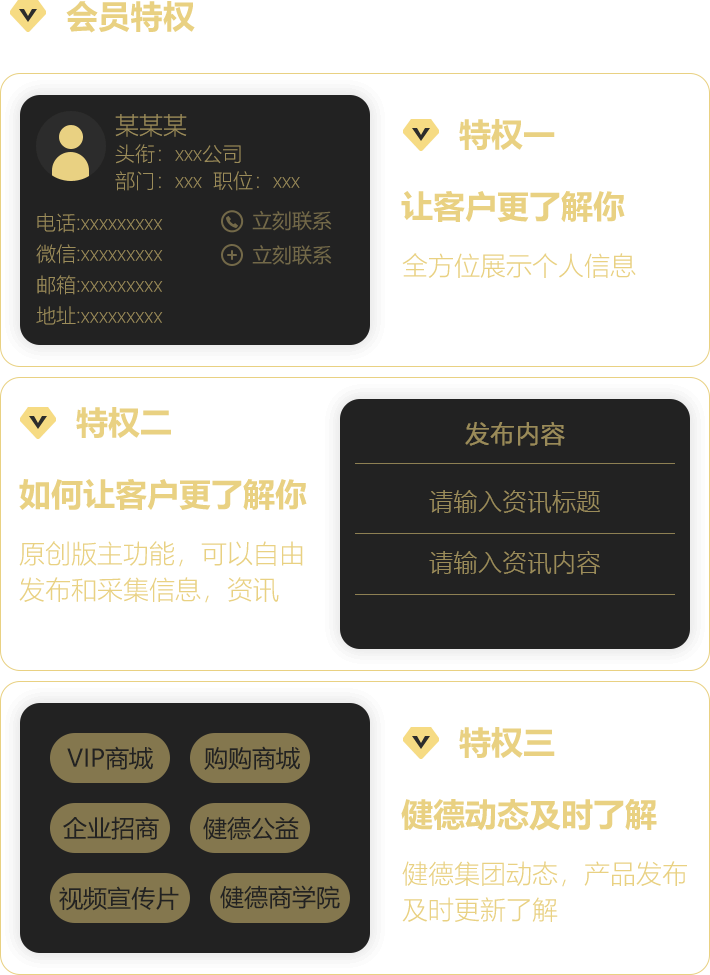 会员特权
某某某
头衔：xxx公司
部门：xxx 职位：xxx
电话:xxxxxxxxx
立刻联系
微信:xxxxxxxxx
立刻联系
邮箱:xxxxxxxxx
地址:xxxxxxxxx
特权一
让客户更了解你
全方位展示个人信息
特权二
如何让客户更了解你
原创版主功能，可以自由
发布和采集信息，资讯
发布内容
请输入资讯标题
请输入资讯内容
VIP商城
购购商城
企业招商
健德公益
视频宣传片
健德商学院
特权三
健德动态及时了解
健德集团动态，产品发布
及时更新了解